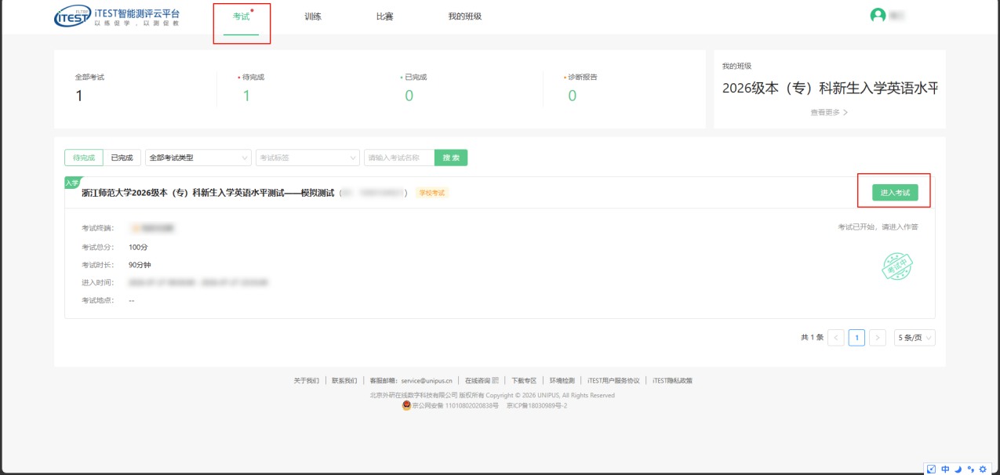 iTEST ELTRP iTEST智能测评云平台
以练促学，以测促教
考试 训练 比赛 我的班级
全部考试 待完成 已完成 诊断报告
1 1 0 0
我的班级
2026级本（专）科新生入学英语水平
查看更多
待完成 已完成 全部考试类型 考试标签 请输入考试名称 搜索
入学
浙江师范大学2026级本（专）科新生入学英语水平测试——模拟测试（ ） 学校考试 进入考试
考试终端： 考试已开始，请进入作答
考试总分： 100分
考试时长： 90分钟
考试中
进入时间：
考试地点： --
共 1 条 < 1 > 5 条/页
关于我们 | 联系我们 | 客服邮箱：service@unipus.cn | 在线咨询 | 下载专区 | 环境检测 | iTEST用户服务协议 | iTEST隐私政策
北京外研在线数字科技有限公司 版权所有 Copyright © 2026 UNIPUS, All Rights Reserved
京公网安备 11010802020838号 京ICP备18030989号-2
中